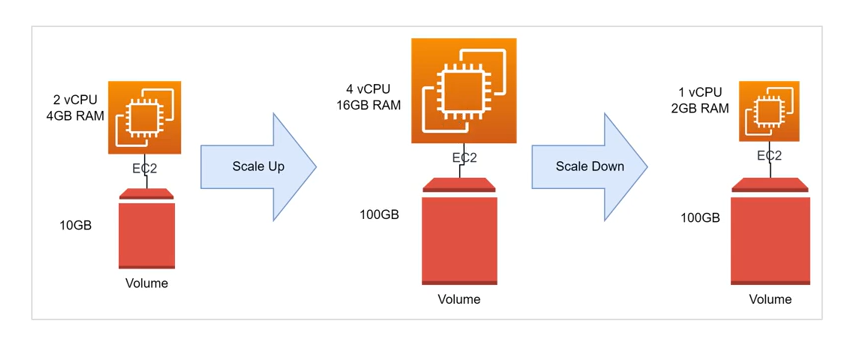 2 vCPU
4GB RAM
EC2
10GB
Volume
Scale Up
4 vCPU
16GB RAM
EC2
100GB
Volume
Scale Down
1 vCPU
2GB RAM
EC2
100GB
Volume